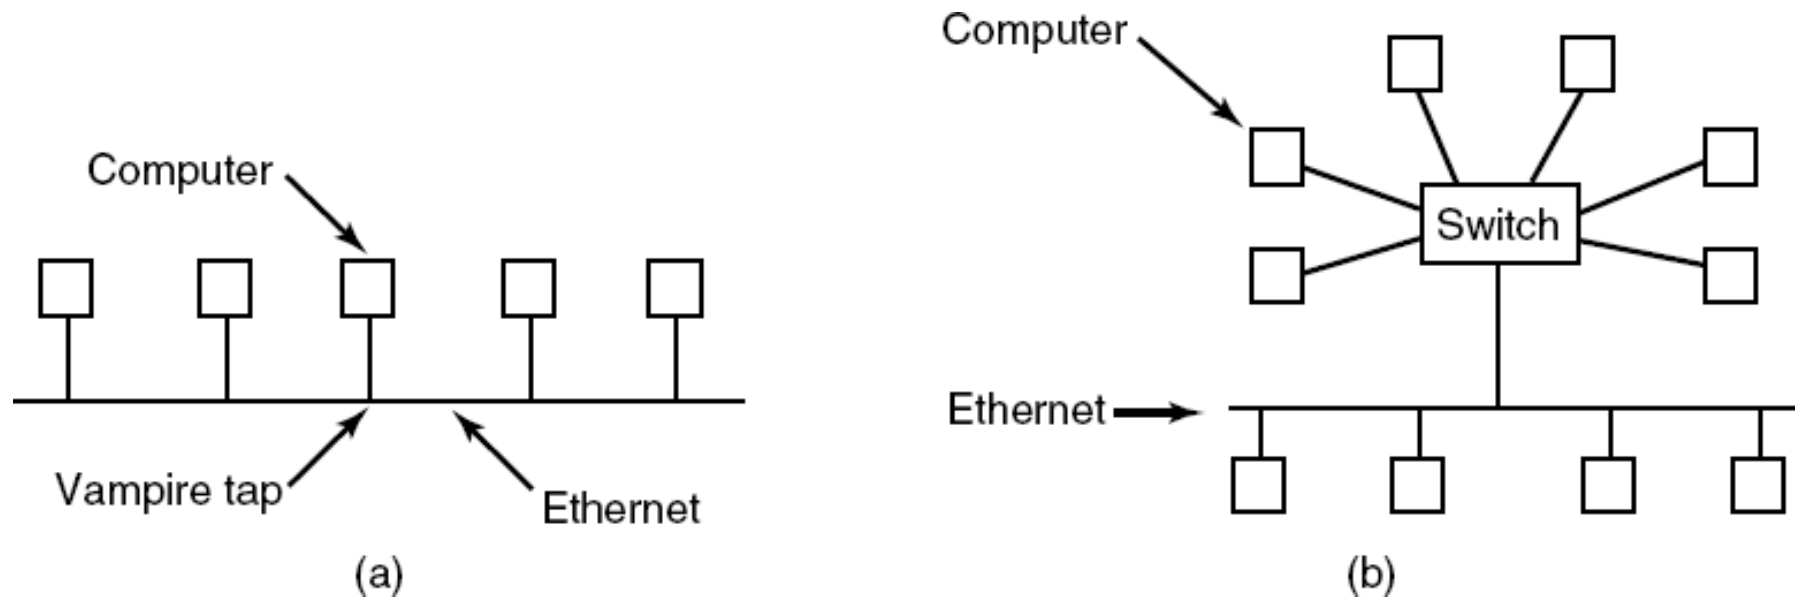 Computer
Vampire tap
Ethernet
(a)
Computer
Switch
Ethernet
(b)